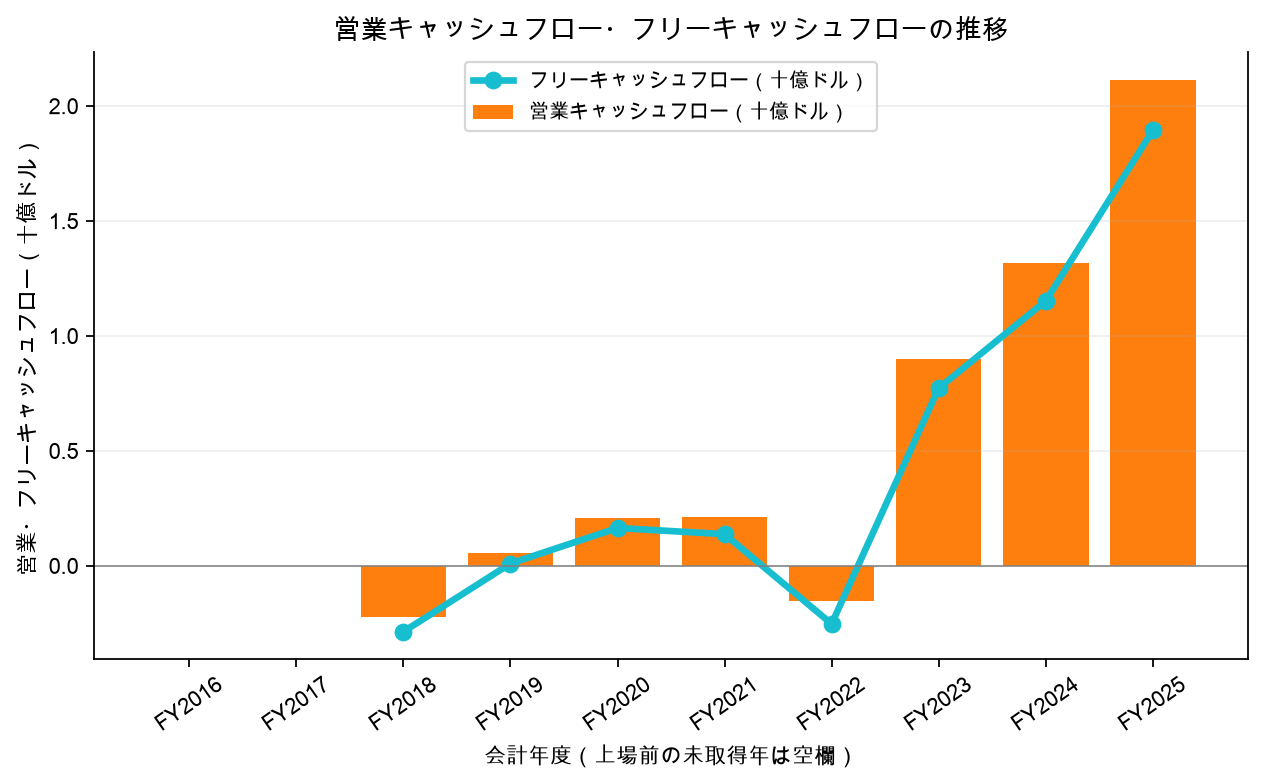 営業キャッシュフロー・フリーキャッシュフローの推移
フリーキャッシュフロー（十億ドル）
営業キャッシュフロー（十億ドル）
営業・フリーキャッシュフロー（十億ドル）
2.0
1.5
1.0
0.5
0.0
FY2016
FY2017
FY2018
FY2019
FY2020
FY2021
FY2022
FY2023
FY2024
FY2025
会計年度（上場前の未取得年は空欄）